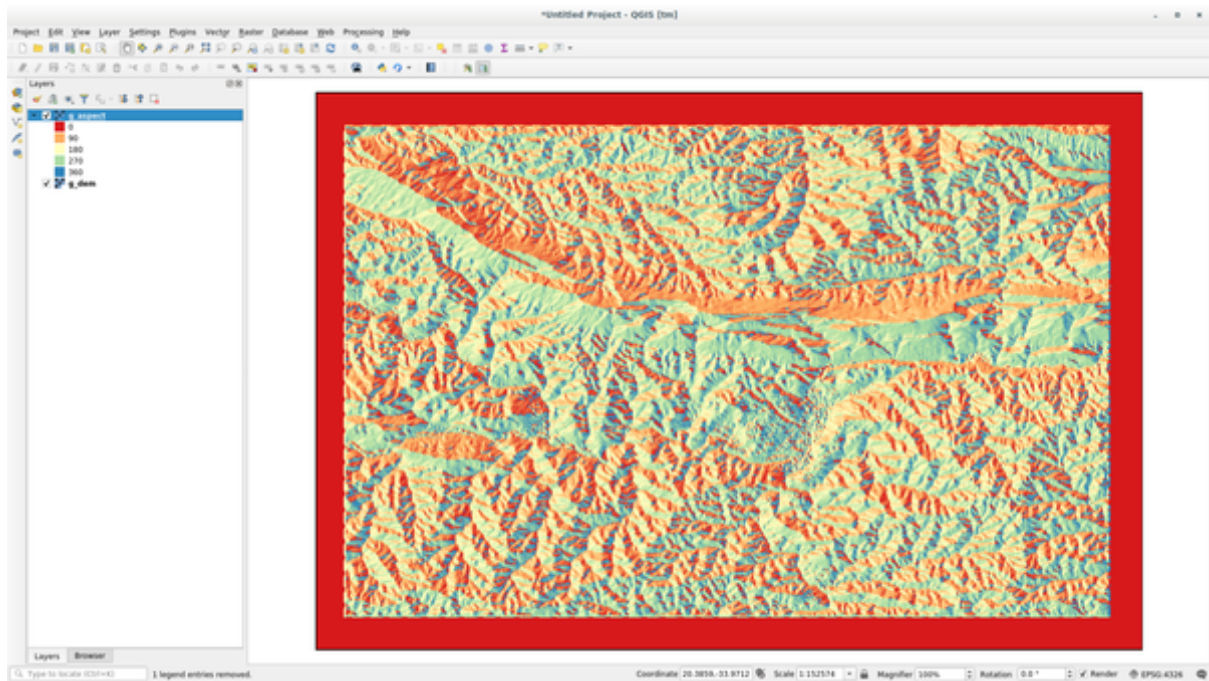 *Untitled Project - QGIS [tm]
Project Edit View Layer Settings Plugins Vector Raster Database Web Processing Help
Layers
g_aspect
0
90
180
270
360
g_dem
Layers Browser
Type to locate (Ctrl+K) 1 legend entries removed. Coordinate 20.3859,-33.9712 Scale 1:152574 Magnifier 100% Rotation 0.0 ° Render EPSG:4326